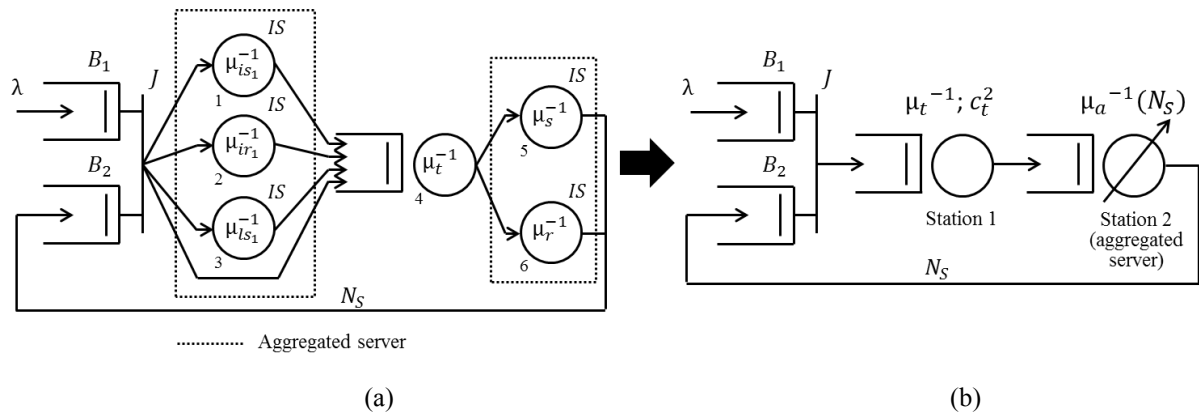 IS
B₁
λ
J
μ_{is₁}^{-1}
1
IS
μ_{ir₁}^{-1}
2
B₂
IS
μ_{ls₁}^{-1}
3
μ_t^{-1}
4
IS
μ_s^{-1}
5
IS
μ_r^{-1}
6
N_S
Aggregated server
(a)
B₁
λ
J
B₂
μ_t^{-1}; c_t^2
Station 1
μ_a^{-1}(N_S)
Station 2
(aggregated
server)
N_S
(b)